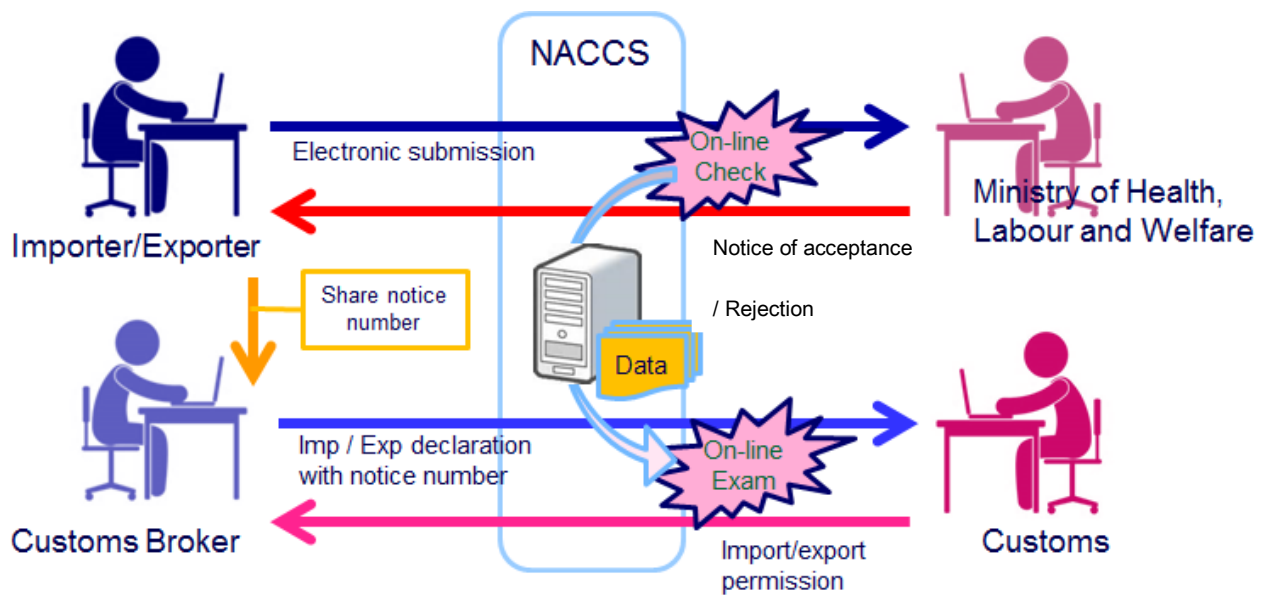 NACCS
On-line
Check
Electronic submission
Ministry of Health,
Labour and Welfare
Importer/Exporter
Notice of acceptance
/ Rejection
Share notice
number
Data
Imp / Exp declaration
with notice number
On-line
Exam
Customs Broker
Customs
Import/export
permission